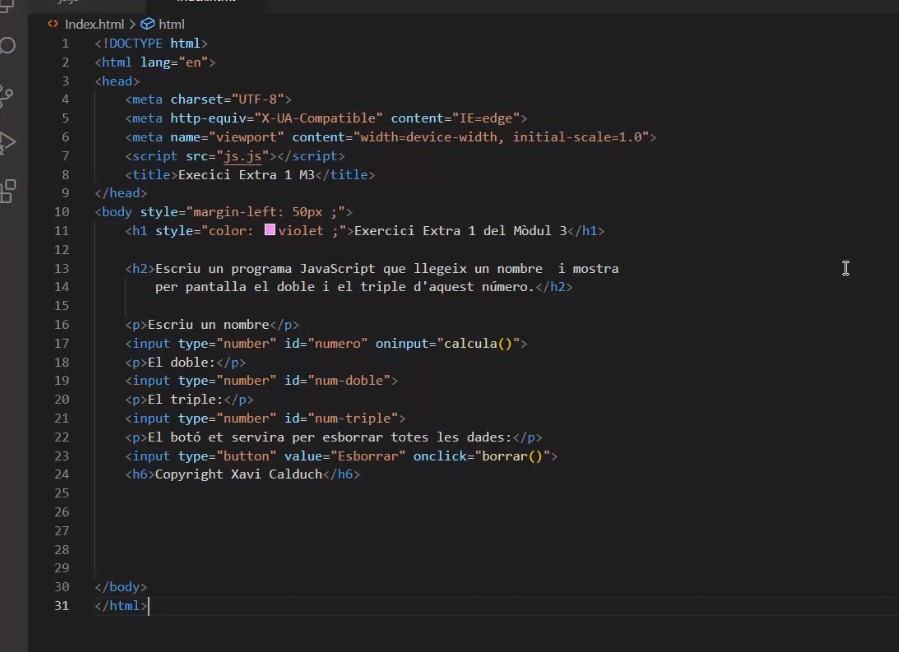 Index.html > html
1 <!DOCTYPE html>
2 <html lang="en">
3 <head>
4 <meta charset="UTF-8">
5 <meta http-equiv="X-UA-Compatible" content="IE=edge">
6 <meta name="viewport" content="width=device-width, initial-scale=1.0">
7 <script src="js.js"></script>
8 <title>Execici Extra 1 M3</title>
9 </head>
10 <body style="margin-left: 50px ;">
11 <h1 style="color: violet ;">Exercici Extra 1 del Mòdul 3</h1>
12
13 <h2>Escriu un programa JavaScript que llegeix un nombre  i mostra
14 per pantalla el doble i el triple d'aquest número.</h2>
15
16 <p>Escriu un nombre</p>
17 <input type="number" id="numero" oninput="calcula()">
18 <p>El doble:</p>
19 <input type="number" id="num-doble">
20 <p>El triple:</p>
21 <input type="number" id="num-triple">
22 <p>El botó et servira per esborrar totes les dades:</p>
23 <input type="button" value="Esborrar" onclick="borrar()">
24 <h6>Copyright Xavi Calduch</h6>
25
26
27
28
29
30 </body>
31 </html>